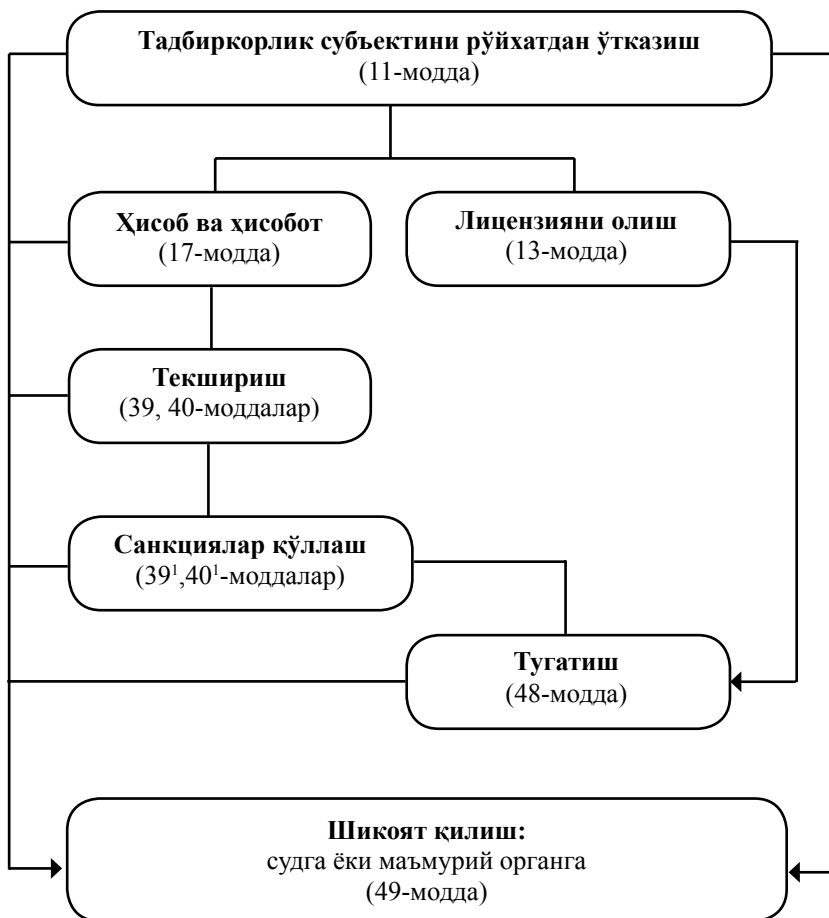 Тадбиркорлик субъектини рўйхатдан ўтказиш
(11-модда)
Ҳисоб ва ҳисобот
(17-модда)
Лицензияни олиш
(13-модда)
Текшириш
(39, 40-моддалар)
Санкциялар қўллаш
(39¹,40¹-моддалар)
Тугатиш
(48-модда)
Шикоят қилиш:
судга ёки маъмурий органга
(49-модда)